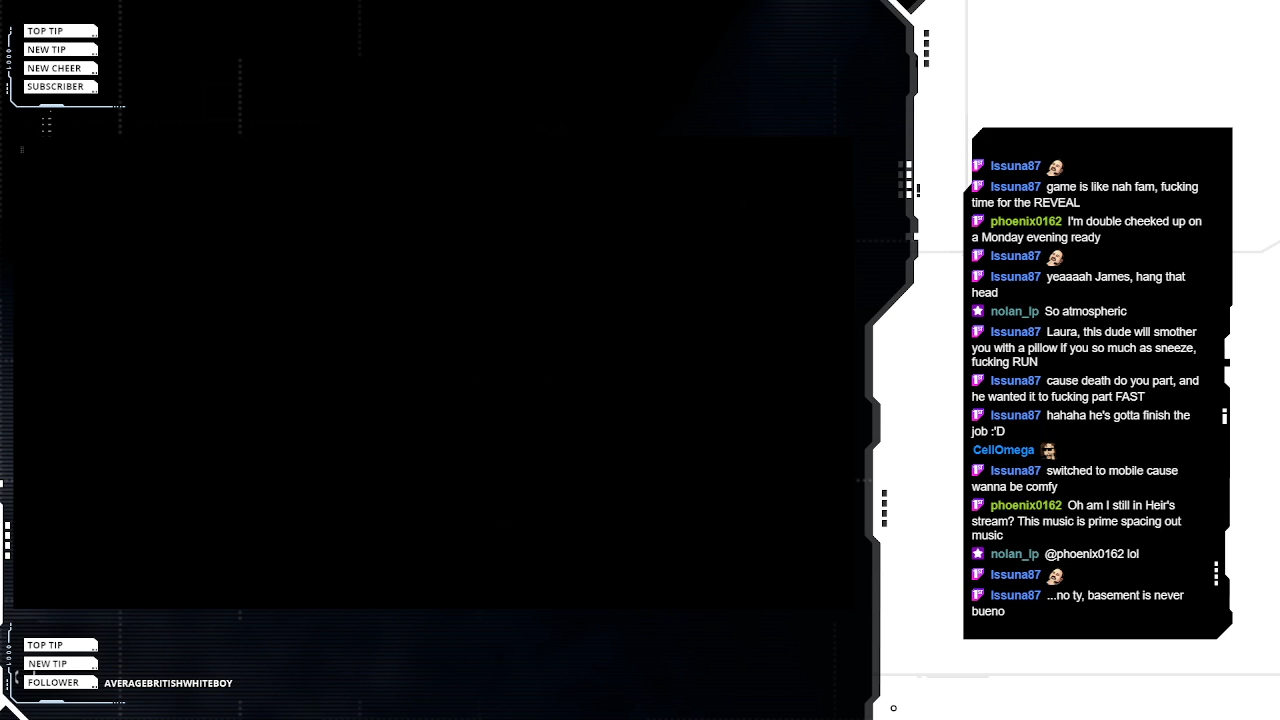 TOP TIP
NEW TIP
NEW CHEER
SUBSCRIBER
Issuna87
Issuna87 game is like nah fam, fucking
time for the REVEAL
phoenix0162 I'm double cheeked up on
a Monday evening ready
Issuna87
Issuna87 yeaaaah James, hang that
head
nolan_lp So atmospheric
Issuna87 Laura, this dude will smother
you with a pillow if you so much as sneeze,
fucking RUN
Issuna87 cause death do you part, and
he wanted it to fucking part FAST
Issuna87 hahaha he's gotta finish the
job :'D
CellOmega
Issuna87 switched to mobile cause
wanna be comfy
phoenix0162 Oh am I still in Heir's
stream? This music is prime spacing out
music
nolan_lp @phoenix0162 lol
Issuna87
Issuna87 ...no ty, basement is never
bueno
TOP TIP
NEW TIP
FOLLOWER AVERAGEBRITISHWHITEBOY